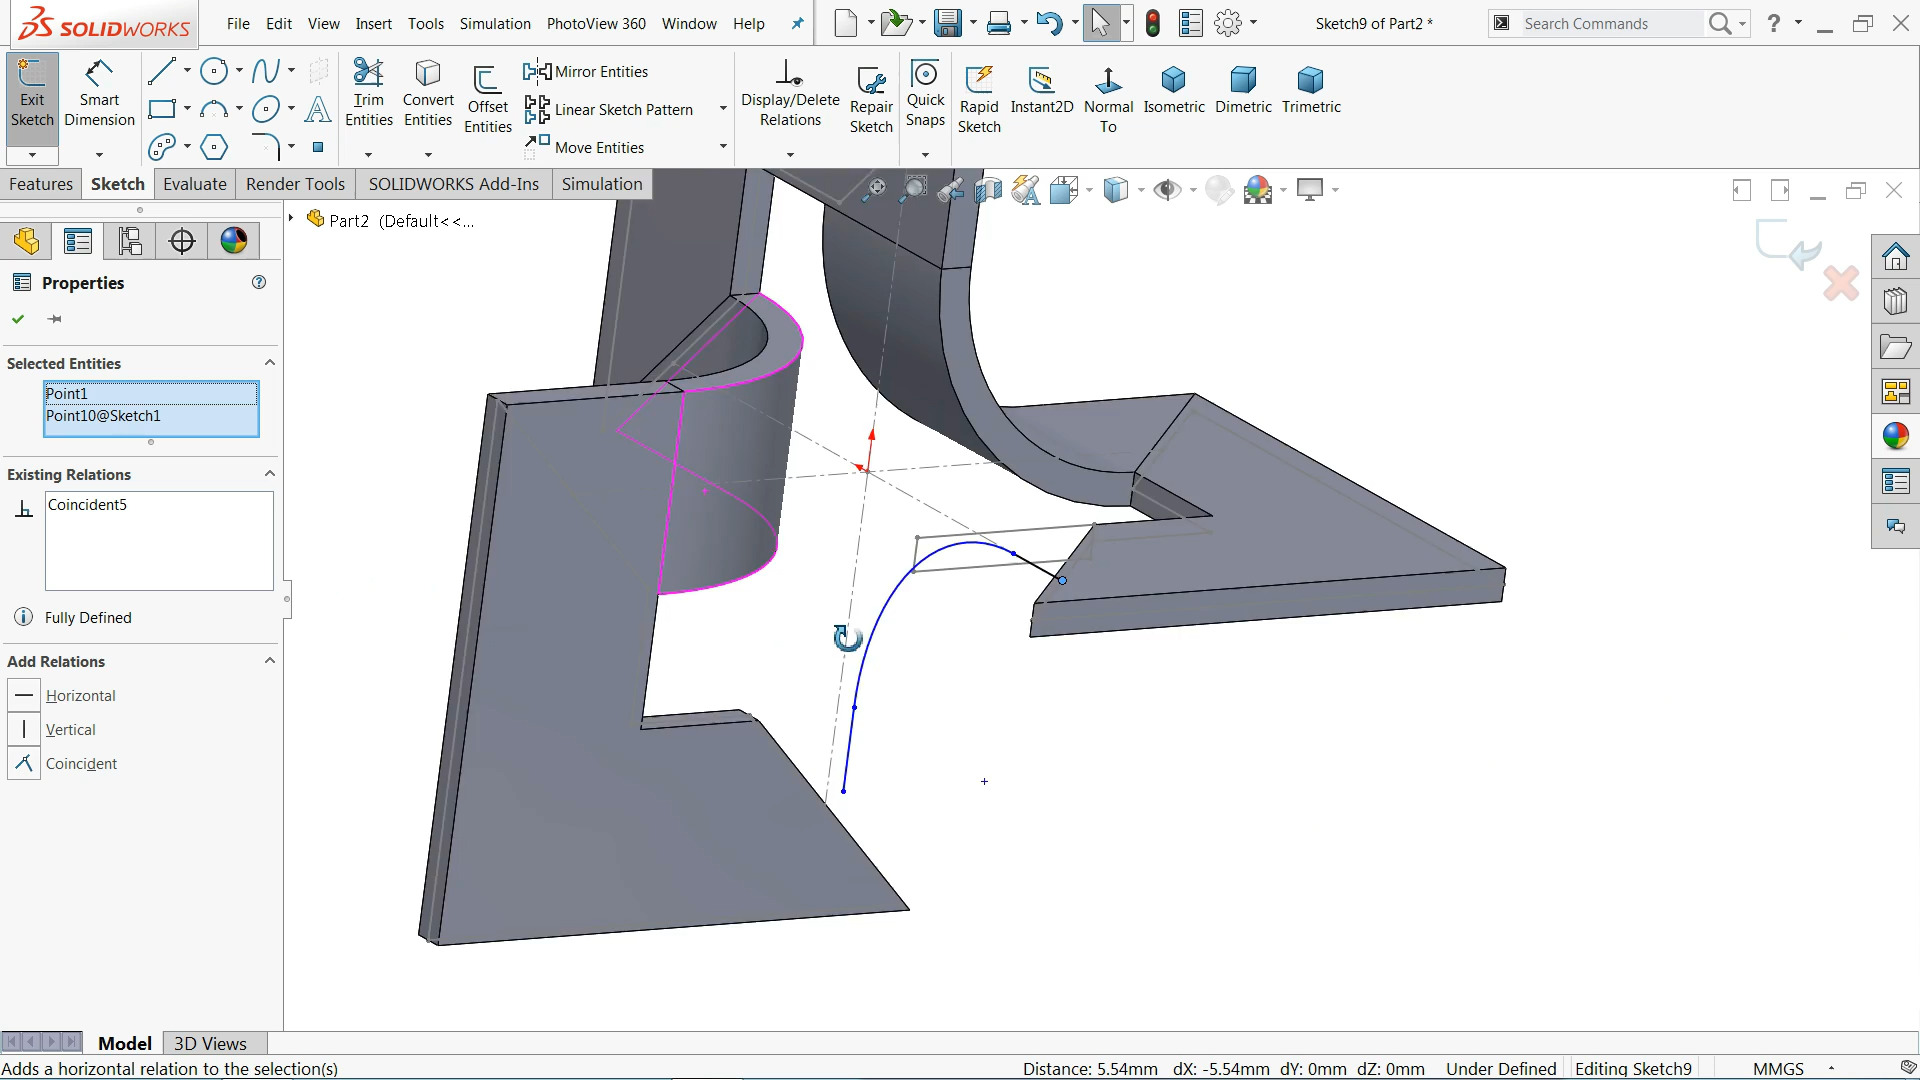 SOLIDWORKS
File Edit View Insert Tools Simulation PhotoView 360 Window Help
Sketch9 of Part2 *
Search Commands
Exit Sketch
Smart Dimension
Trim Entities
Convert Entities
Offset Entities
Mirror Entities
Linear Sketch Pattern
Move Entities
Display/Delete Relations
Repair Sketch
Quick Snaps
Rapid Sketch
Instant2D
Normal To
Isometric
Dimetric
Trimetric
Features Sketch Evaluate Render Tools SOLIDWORKS Add-Ins Simulation
Part2 (Default<<...
Properties
Selected Entities
Point1
Point10@Sketch1
Existing Relations
Coincident5
Fully Defined
Add Relations
Horizontal
Vertical
Coincident
Model 3D Views
Adds a horizontal relation to the selection(s)
Distance: 5.54mm dX: -5.54mm dY: 0mm dZ: 0mm Under Defined Editing Sketch9 MMGS